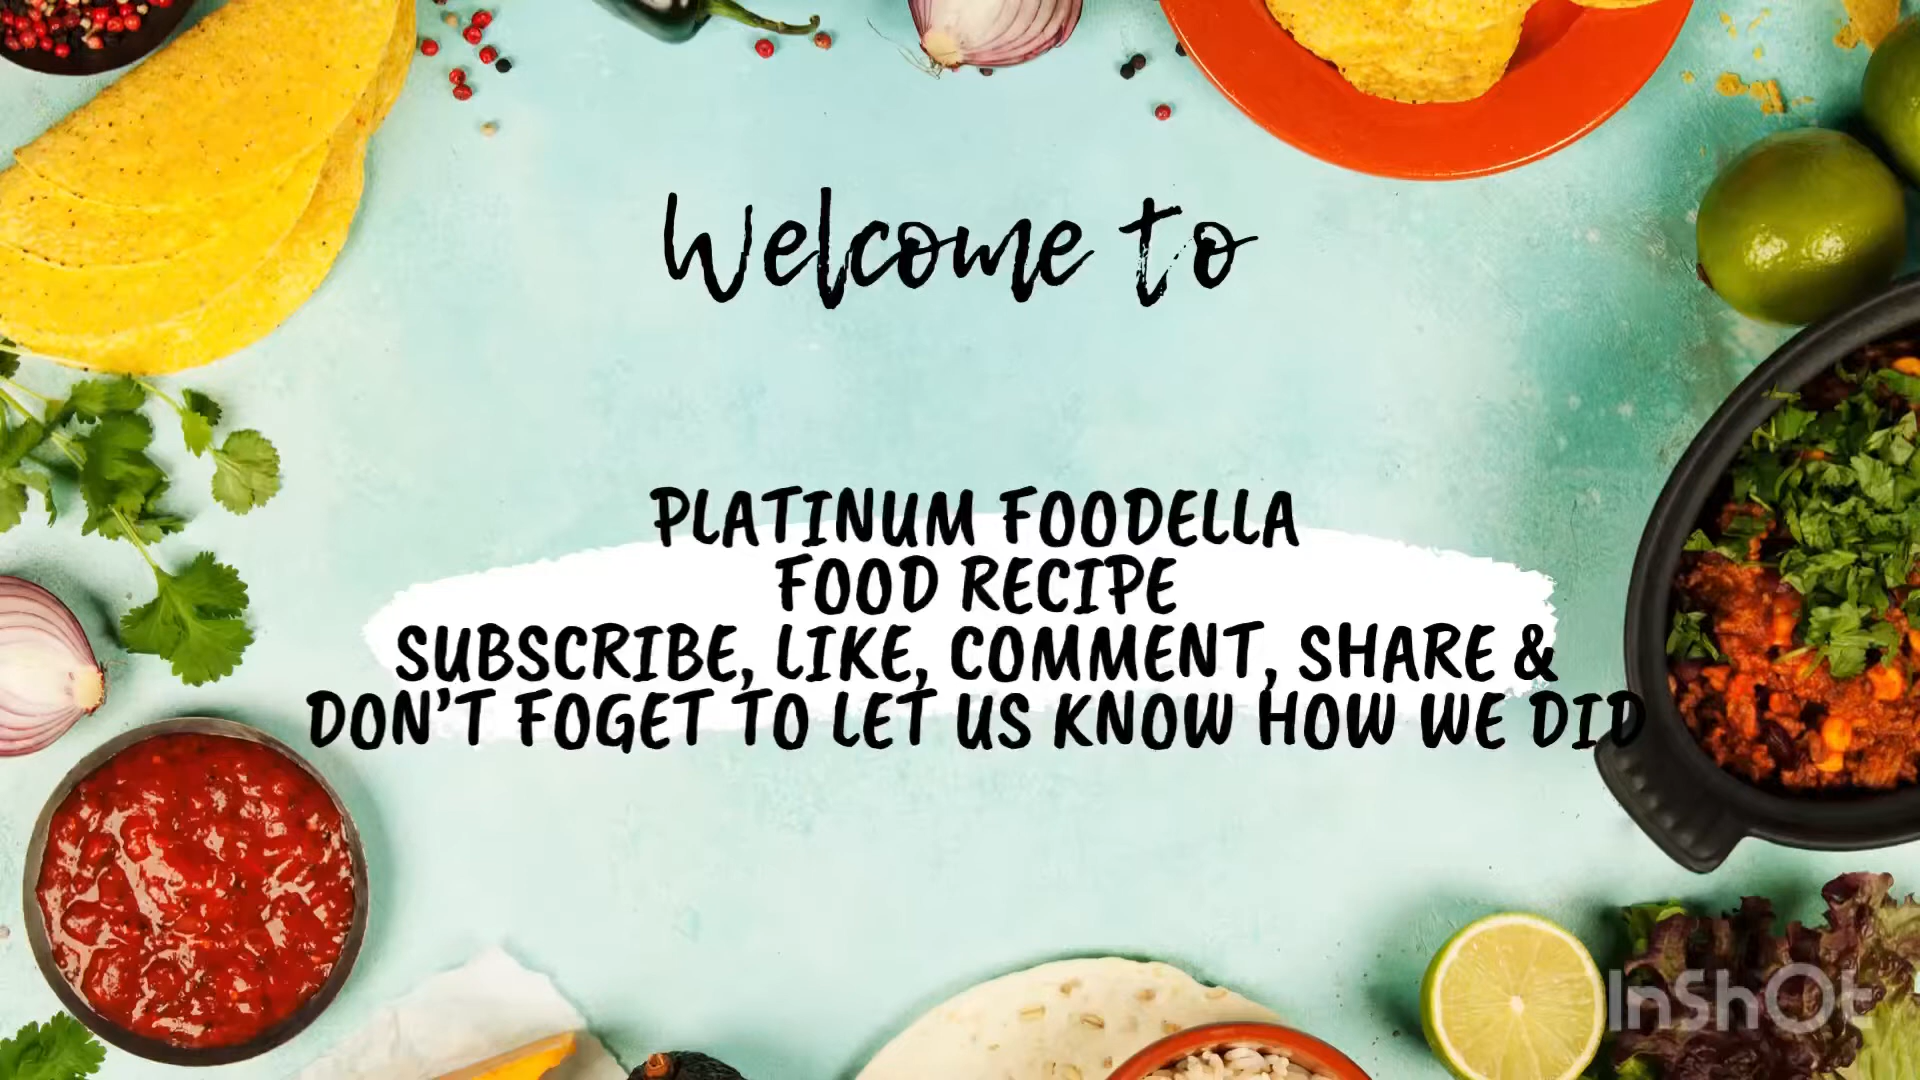 Welcome to
PLATINUM FOODELLA
FOOD RECIPE
SUBSCRIBE, LIKE, COMMENT, SHARE &
DON'T FOGET TO LET US KNOW HOW WE DID
InShOt